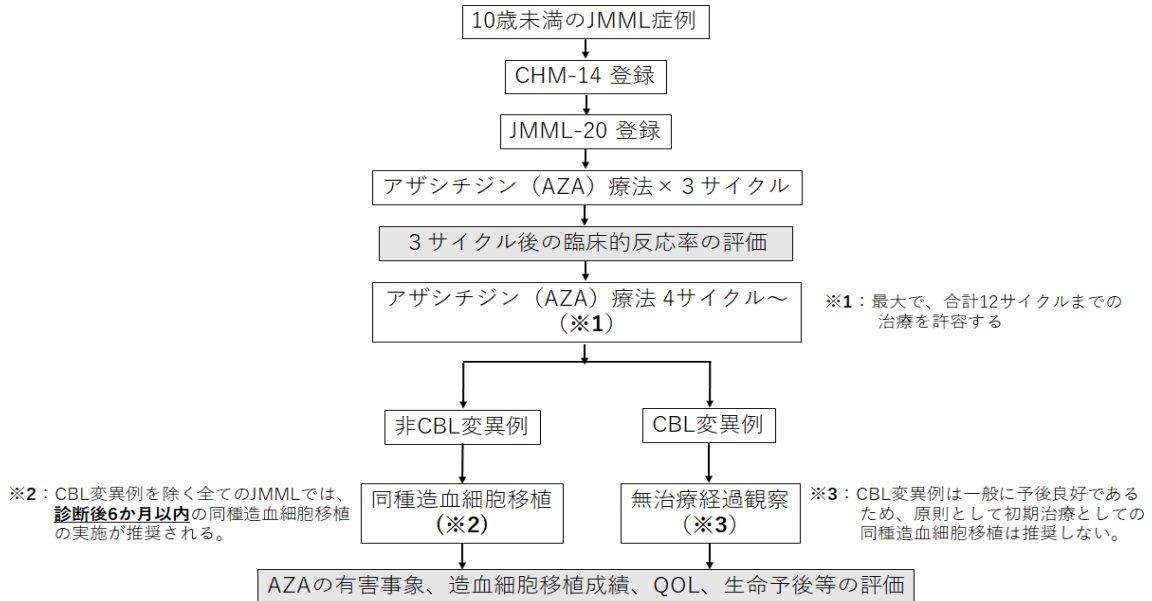 10歳未満のJMML症例
CHM-14 登録
JMML-20 登録
アザシチジン（AZA）療法×３サイクル
３サイクル後の臨床的反応率の評価
アザシチジン（AZA）療法 4サイクル～
（※1）
※1：最大で、合計12サイクルまでの
治療を許容する
非CBL変異例
CBL変異例
※2：CBL変異例を除く全てのJMMLでは、
診断後6か月以内の同種造血細胞移植
の実施が推奨される。
同種造血細胞移植
(※2)
無治療経過観察
（※3）
※3：CBL変異例は一般に予後良好である
ため、原則として初期治療としての
同種造血細胞移植は推奨しない。
AZAの有害事象、造血細胞移植成績、QOL、生命予後等の評価